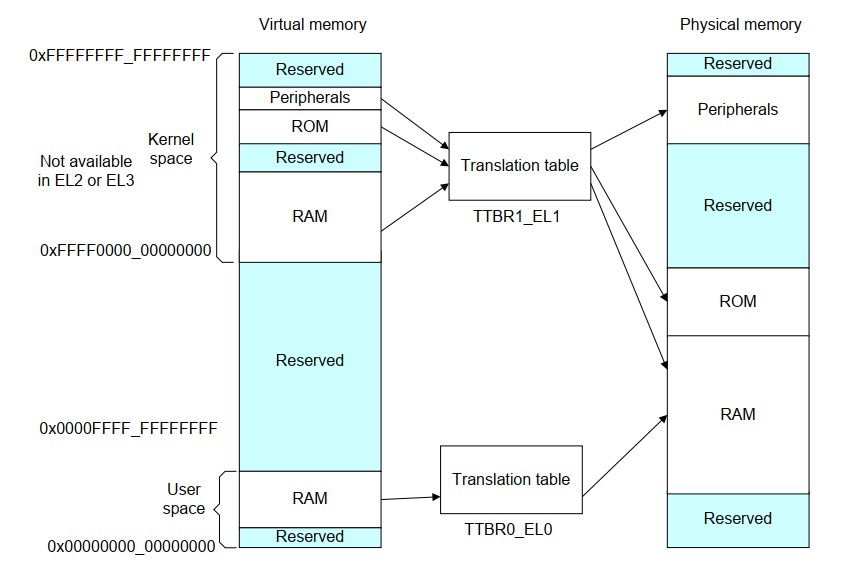 Virtual memory
Physical memory
0xFFFFFFFF_FFFFFFFF
Reserved
Peripherals
ROM
Reserved
RAM
Kernel
space
Not available
in EL2 or EL3
0xFFFF0000_00000000
Reserved
0x0000FFFF_FFFFFFFF
User
space
RAM
Reserved
0x00000000_00000000
Translation table
TTBR1_EL1
Translation table
TTBR0_EL0
Reserved
Peripherals
Reserved
ROM
RAM
Reserved